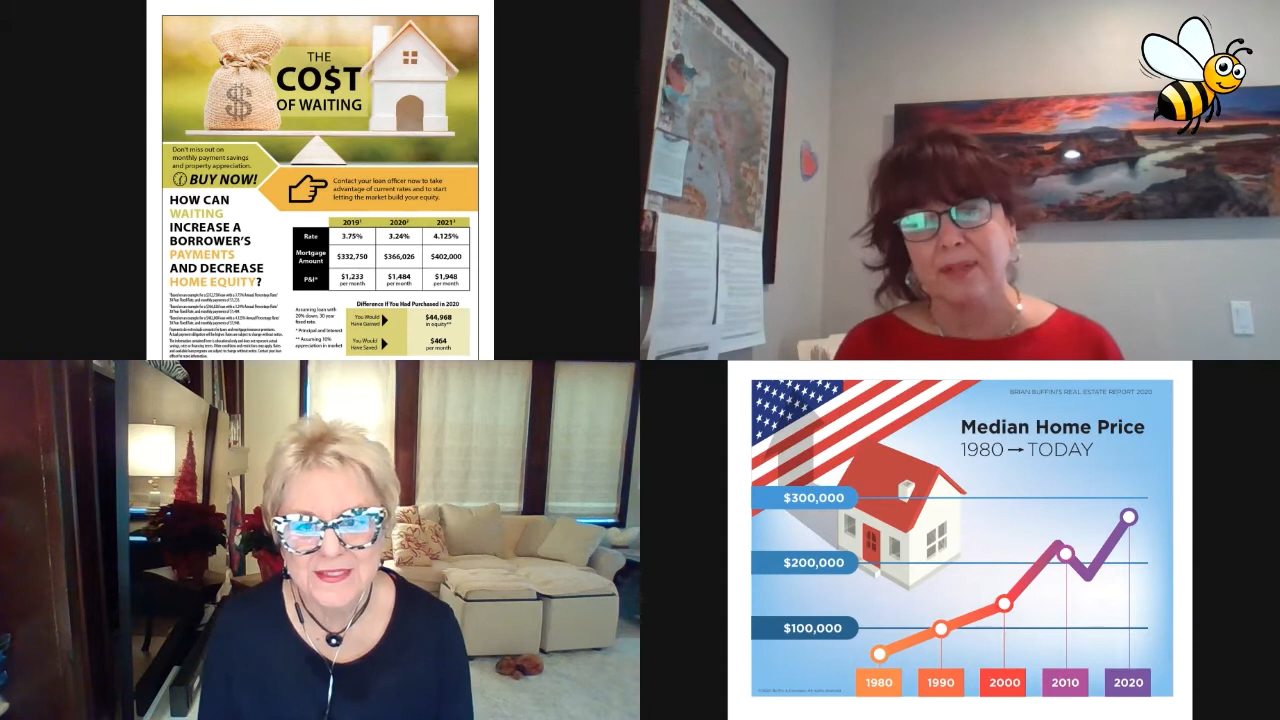 THE
CO$T
OF WAITING
Don't miss out on
monthly payment savings
and property appreciation.
BUY NOW!
Contact your loan officer now to take
advantage of current rates and to start
letting the market build your equity.
HOW CAN
WAITING
INCREASE A
BORROWER'S
PAYMENTS
AND DECREASE
HOME EQUITY?
2019¹ 2020² 2021³
Rate 3.75% 3.24% 4.125%
Mortgage
Amount $332,750 $366,026 $402,000
P&I* $1,233 $1,484 $1,948
per month per month per month
Assuming loan with
20% down, 30 year
fixed rate.
* Principal and Interest
** Assuming 10%
appreciation in market
Difference If You Had Purchased in 2020
You Would
Have Gained
$44,968
in equity**
You Would
Have Saved
$464
per month
BRIAN BUFFINI'S REAL ESTATE REPORT 2020
Median Home Price
1980 → TODAY
$300,000
$200,000
$100,000
1980 1990 2000 2010 2020